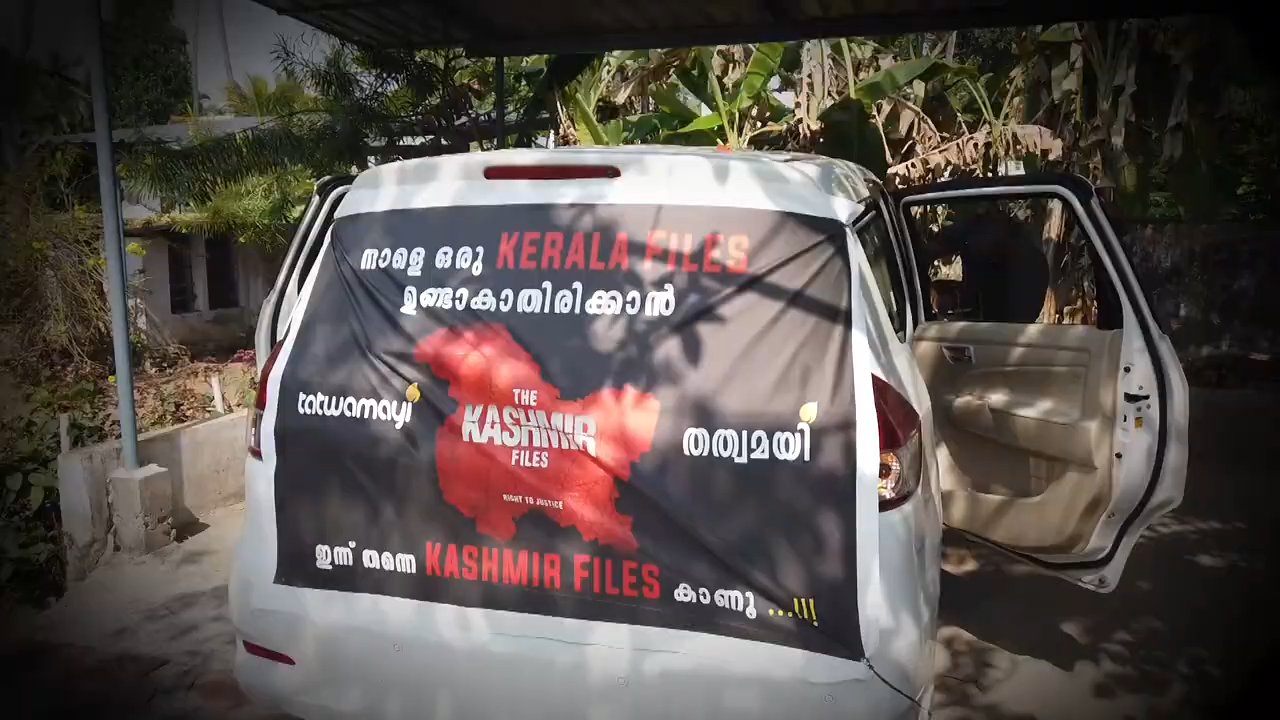 നാളെ ഒരു KERALA FILES
ഉണ്ടാകാതിരിക്കാൻ
tatwamayi
THE
KASHMIR
FILES
RIGHT TO JUSTICE
തത്വമയി
ഇന്ന് തന്നെ KASHMIR FILES കാണൂ ...!!!